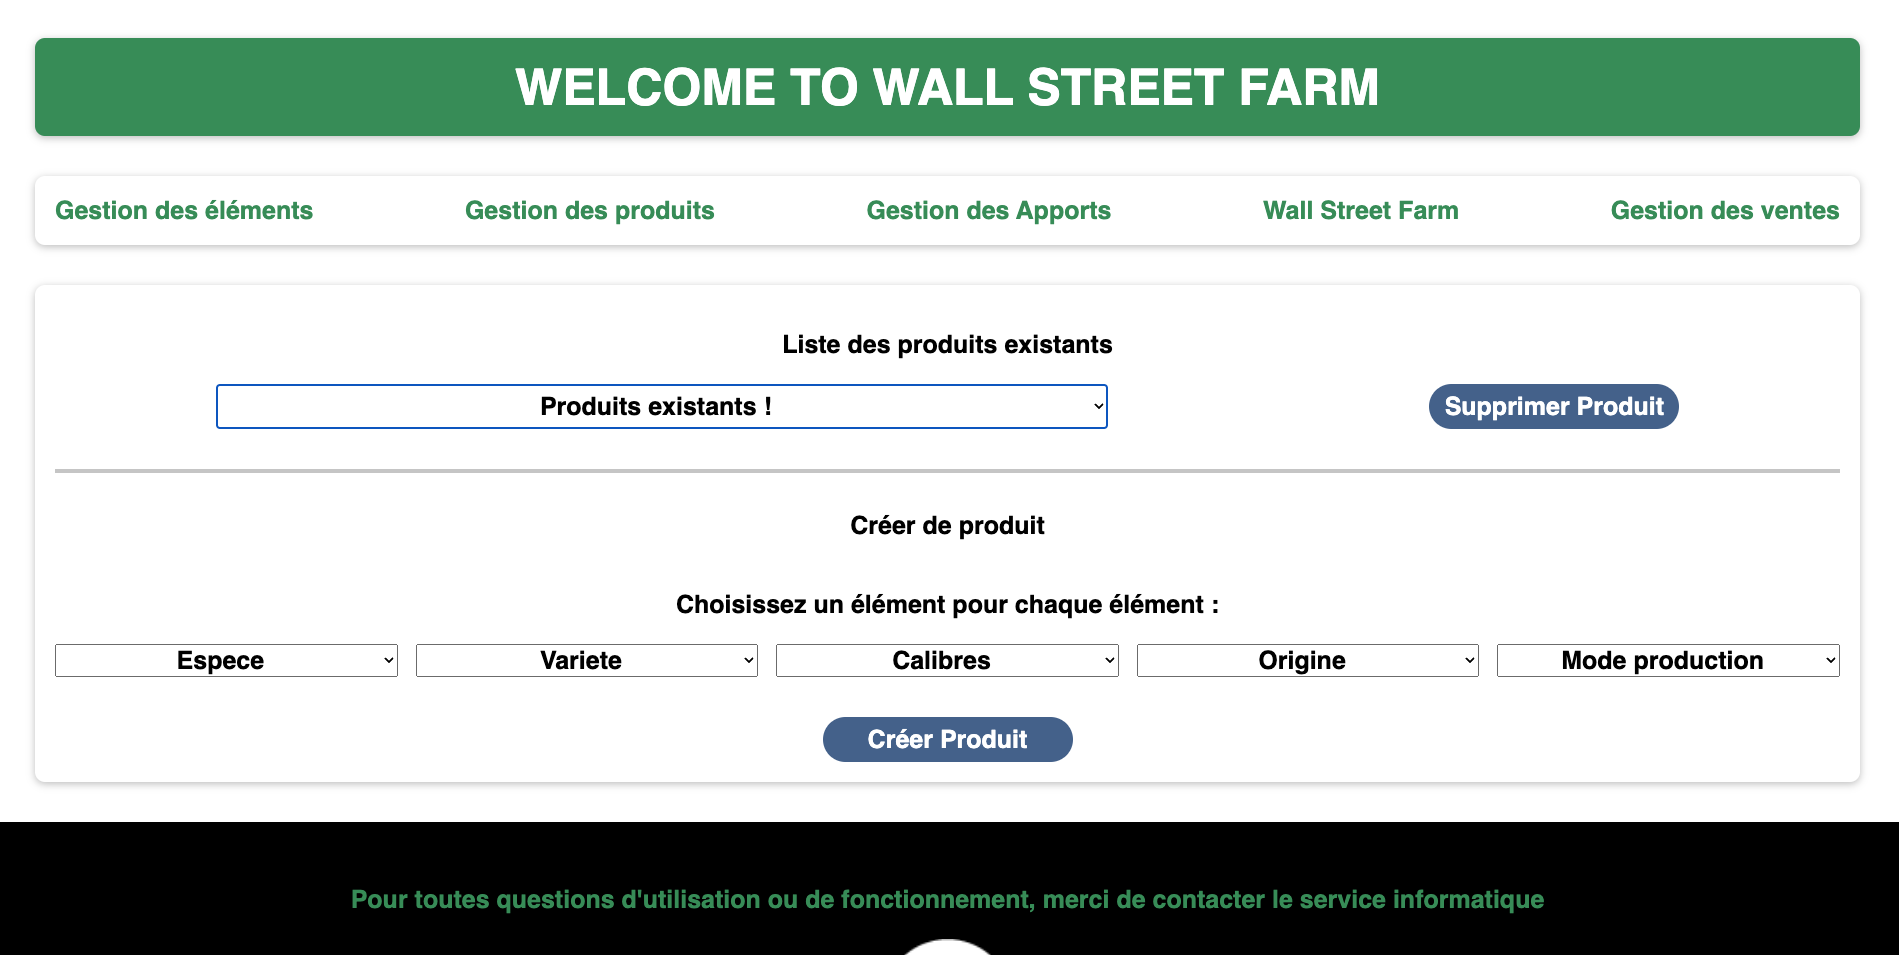 WELCOME TO WALL STREET FARM
Gestion des éléments Gestion des produits Gestion des Apports Wall Street Farm Gestion des ventes
Liste des produits existants
Produits existants ! Supprimer Produit
Créer de produit
Choisissez un élément pour chaque élément :
Espece Variete Calibres Origine Mode production
Créer Produit
Pour toutes questions d'utilisation ou de fonctionnement, merci de contacter le service informatique